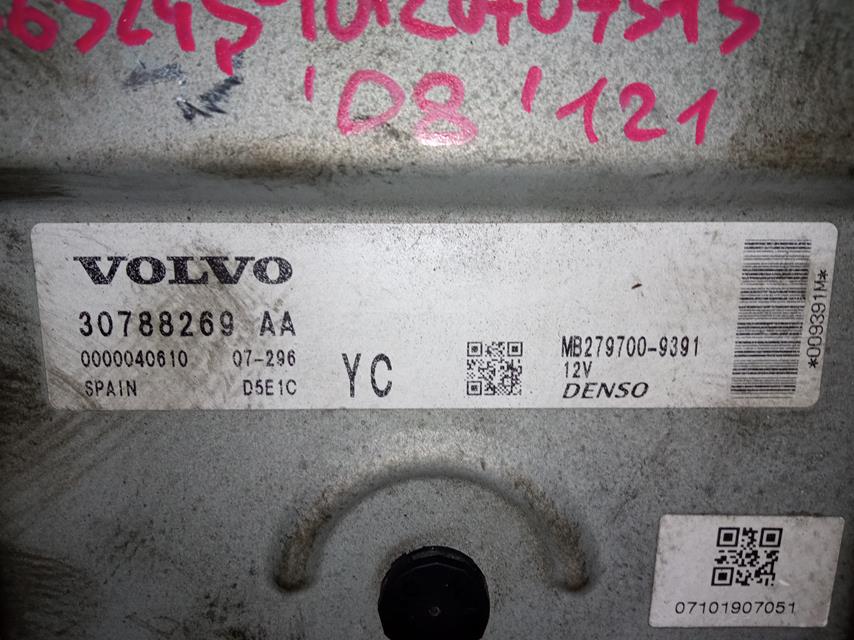 '08 '121
VOLVO
30788269 AA
0000040610 07-296
SPAIN D5E1C
YC
MB279700-9391
12V
DENSO
*009391M*
07101907051